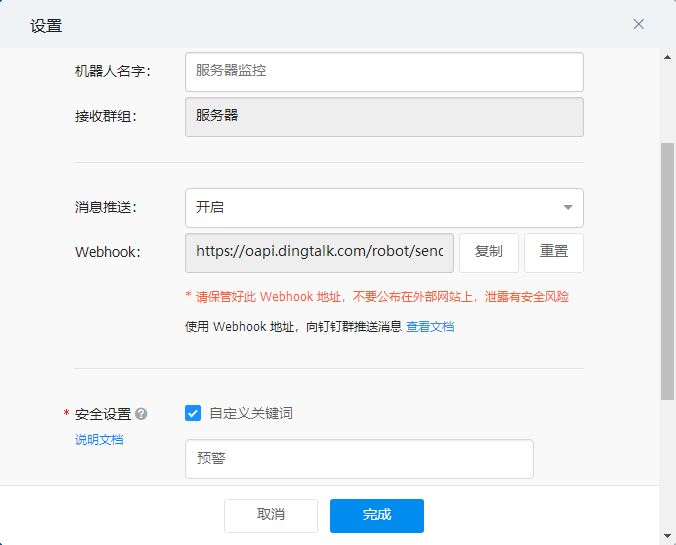 设置
机器人名字：
服务器监控
接收群组：
服务器
消息推送：
开启
Webhook：
https://oapi.dingtalk.com/robot/send
复制
重置
* 请保管好此 Webhook 地址，不要公布在外部网站上，泄露有安全风险
使用 Webhook 地址，向钉钉群推送消息 查看文档
* 安全设置 ?
自定义关键词
说明文档
预警
取消
完成